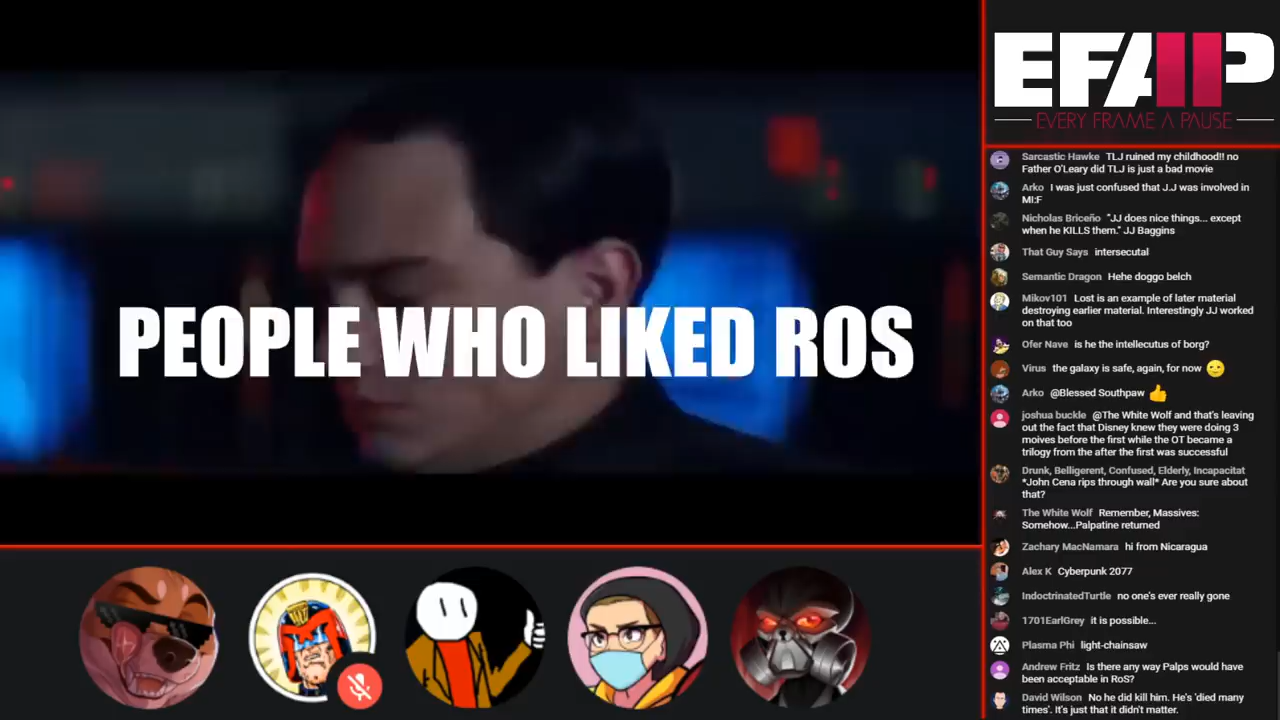 PEOPLE WHO LIKED ROS
EFAP
EVERY FRAME A PAUSE
Sarcastic Hawke TLJ ruined my childhood!! no
Father O'Leary did TLJ is just a bad movie
Arko I was just confused that J.J was involved in
MI:F
Nicholas Briceño "JJ does nice things... except
when he KILLS them." JJ Baggins
That Guy Says intersecutal
Semantic Dragon Hehe doggo belch
Mikov101 Lost is an example of later material
destroying earlier material. Interestingly JJ worked
on that too
Ofer Nave is he the intellecutus of borg?
Virus the galaxy is safe, again, for now
Arko @Blessed Southpaw
joshua buckle @The White Wolf and that's leaving
out the fact that Disney knew they were doing 3
moives before the first while the OT became a
trilogy from the after the first was successful
Drunk, Belligerent, Confused, Elderly, Incapacitat
*John Cena rips through wall* Are you sure about
that?
The White Wolf Remember, Massives:
Somehow...Palpatine returned
Zachary MacNamara hi from Nicaragua
Alex K Cyberpunk 2077
IndoctrinatedTurtle no one's ever really gone
1701EarlGrey it is possible...
Plasma Phi light-chainsaw
Andrew Fritz Is there any way Palps would have
been acceptable in RoS?
David Wilson No he did kill him. He's 'died many
times'. It's just that it didn't matter.